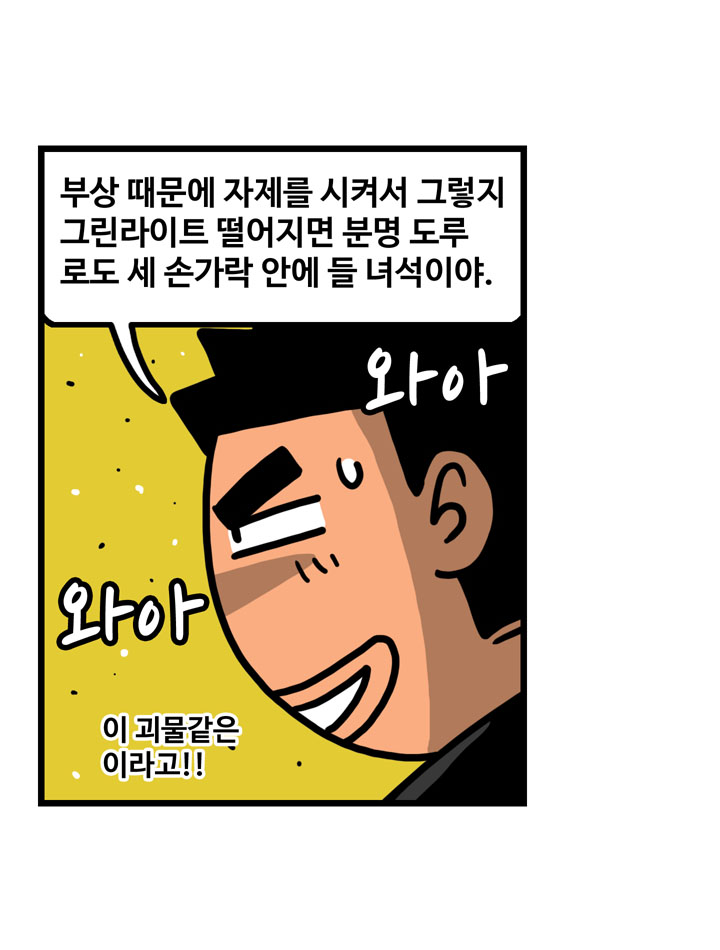 부상 때문에 자제를 시켜서 그렇지
그린라이트 떨어지면 분명 도루
로도 세 손가락 안에 들 녀석이야.
와아
와아
이 괴물같은
이라고!!